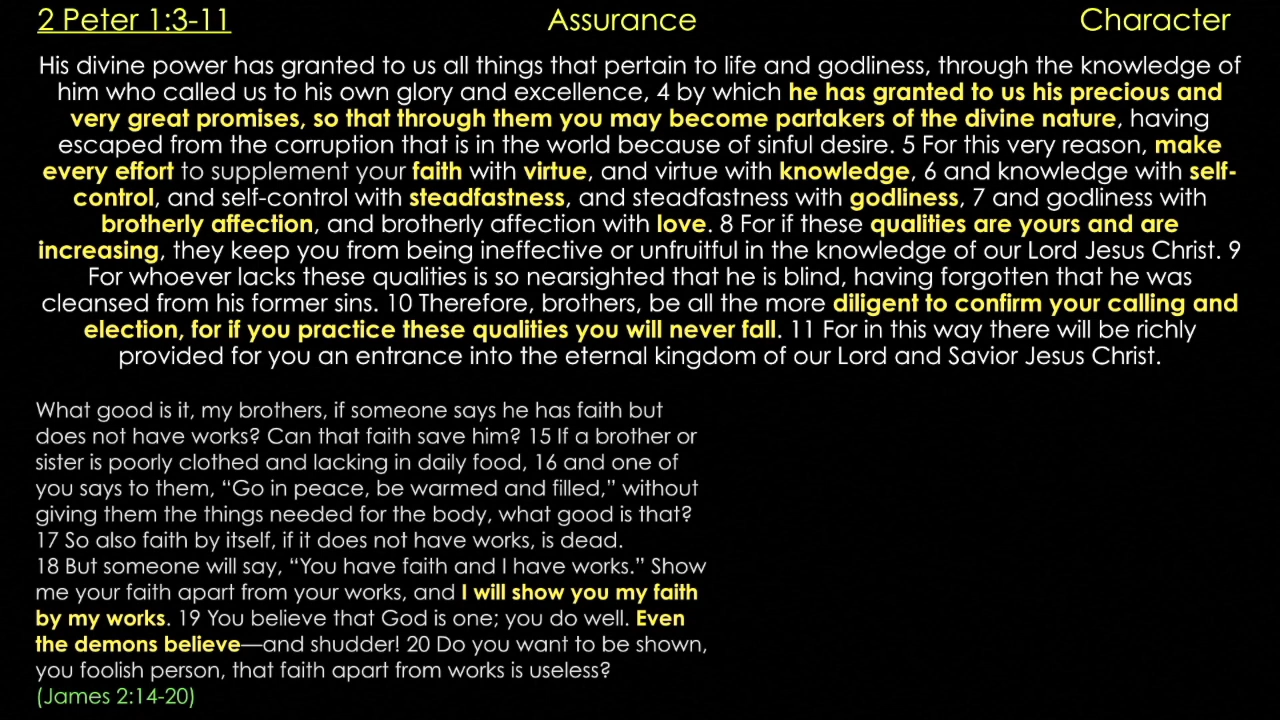 2 Peter 1:3-11 Assurance Character
His divine power has granted to us all things that pertain to life and godliness, through the knowledge of
him who called us to his own glory and excellence, 4 by which he has granted to us his precious and
very great promises, so that through them you may become partakers of the divine nature, having
escaped from the corruption that is in the world because of sinful desire. 5 For this very reason, make
every effort to supplement your faith with virtue, and virtue with knowledge, 6 and knowledge with self-
control, and self-control with steadfastness, and steadfastness with godliness, 7 and godliness with
brotherly affection, and brotherly affection with love. 8 For if these qualities are yours and are
increasing, they keep you from being ineffective or unfruitful in the knowledge of our Lord Jesus Christ. 9
For whoever lacks these qualities is so nearsighted that he is blind, having forgotten that he was
cleansed from his former sins. 10 Therefore, brothers, be all the more diligent to confirm your calling and
election, for if you practice these qualities you will never fall. 11 For in this way there will be richly
provided for you an entrance into the eternal kingdom of our Lord and Savior Jesus Christ.
What good is it, my brothers, if someone says he has faith but
does not have works? Can that faith save him? 15 If a brother or
sister is poorly clothed and lacking in daily food, 16 and one of
you says to them, “Go in peace, be warmed and filled,” without
giving them the things needed for the body, what good is that?
17 So also faith by itself, if it does not have works, is dead.
18 But someone will say, “You have faith and I have works.” Show
me your faith apart from your works, and I will show you my faith
by my works. 19 You believe that God is one; you do well. Even
the demons believe—and shudder! 20 Do you want to be shown,
you foolish person, that faith apart from works is useless?
(James 2:14-20)